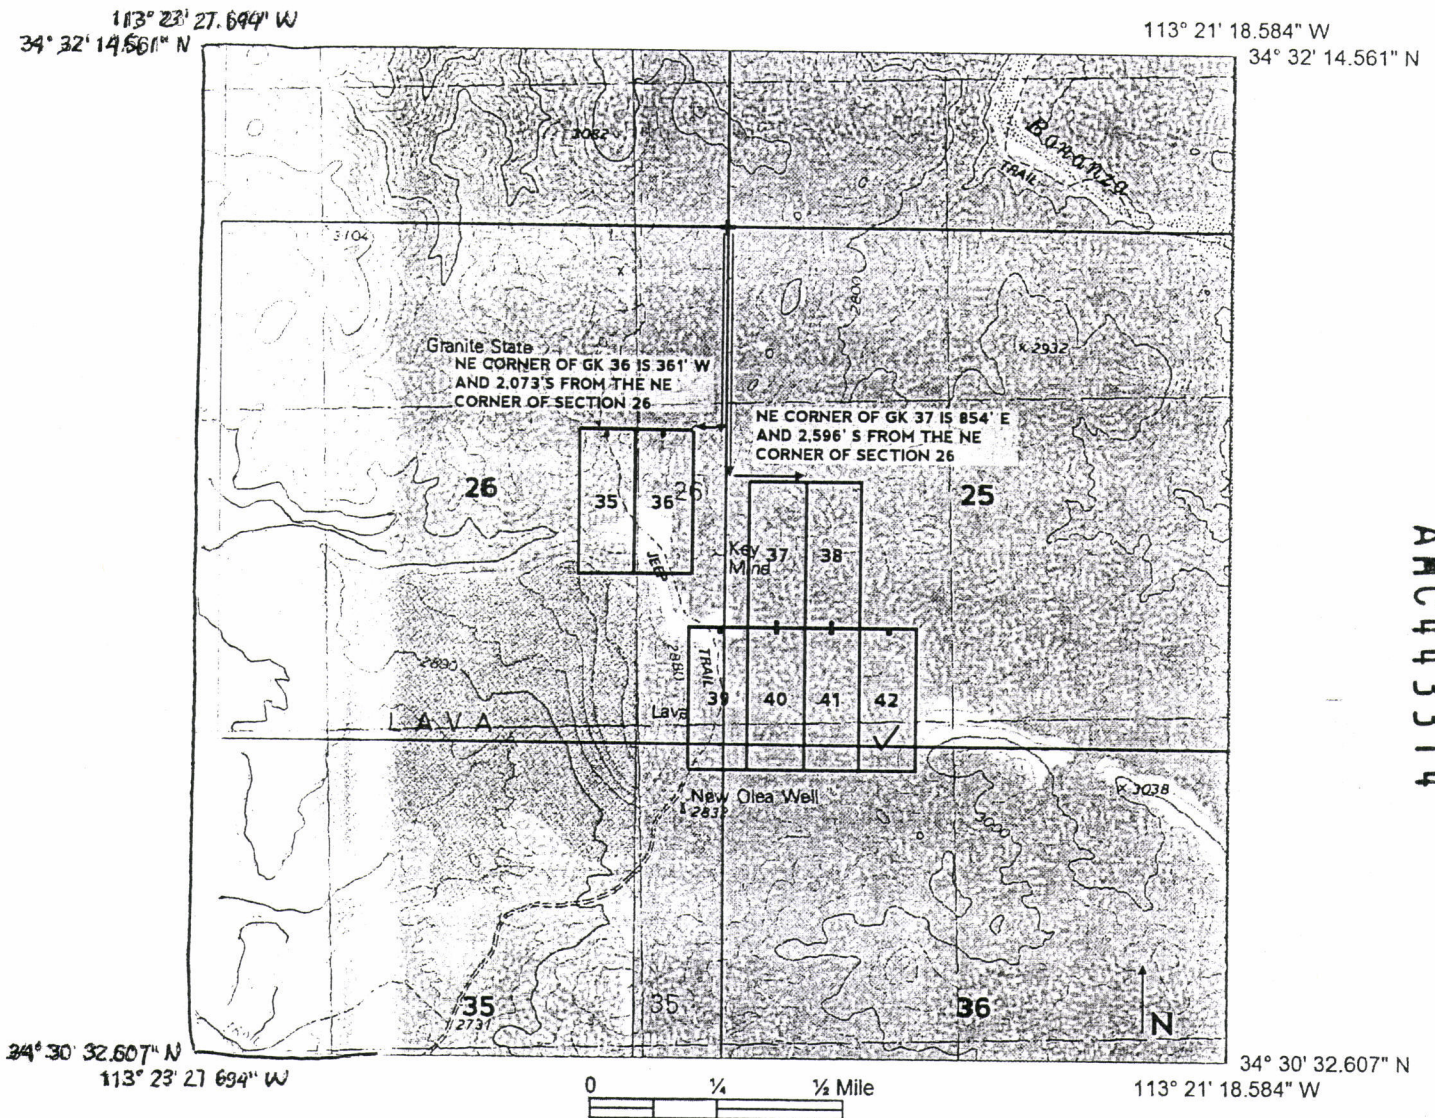 113° 23' 27.694" W
34° 32' 14.561" N
113° 21' 18.584" W
34° 32' 14.561" N
3082
Bonanza
TRAIL
3104
x
2800
Granite State
x 2932
NE CORNER OF GK 36 IS 361' W
AND 2,073'S FROM THE NE
CORNER OF SECTION 26
NE CORNER OF GK 37 IS 854' E
AND 2,596' S FROM THE NE
CORNER OF SECTION 26
26
35
36
26
25
Key
Mine
37
38
JEEP
TRAIL
2880
2880
39
40
41
42
Lava
LAVA
New Olea Well
2832
x 3038
3000
35
2731
35
36
N
34° 30' 32.607" N
113° 23' 27 694" W
34° 30' 32.607" N
113° 21' 18.584" W
0 ¼ ½ Mile
AMC443314